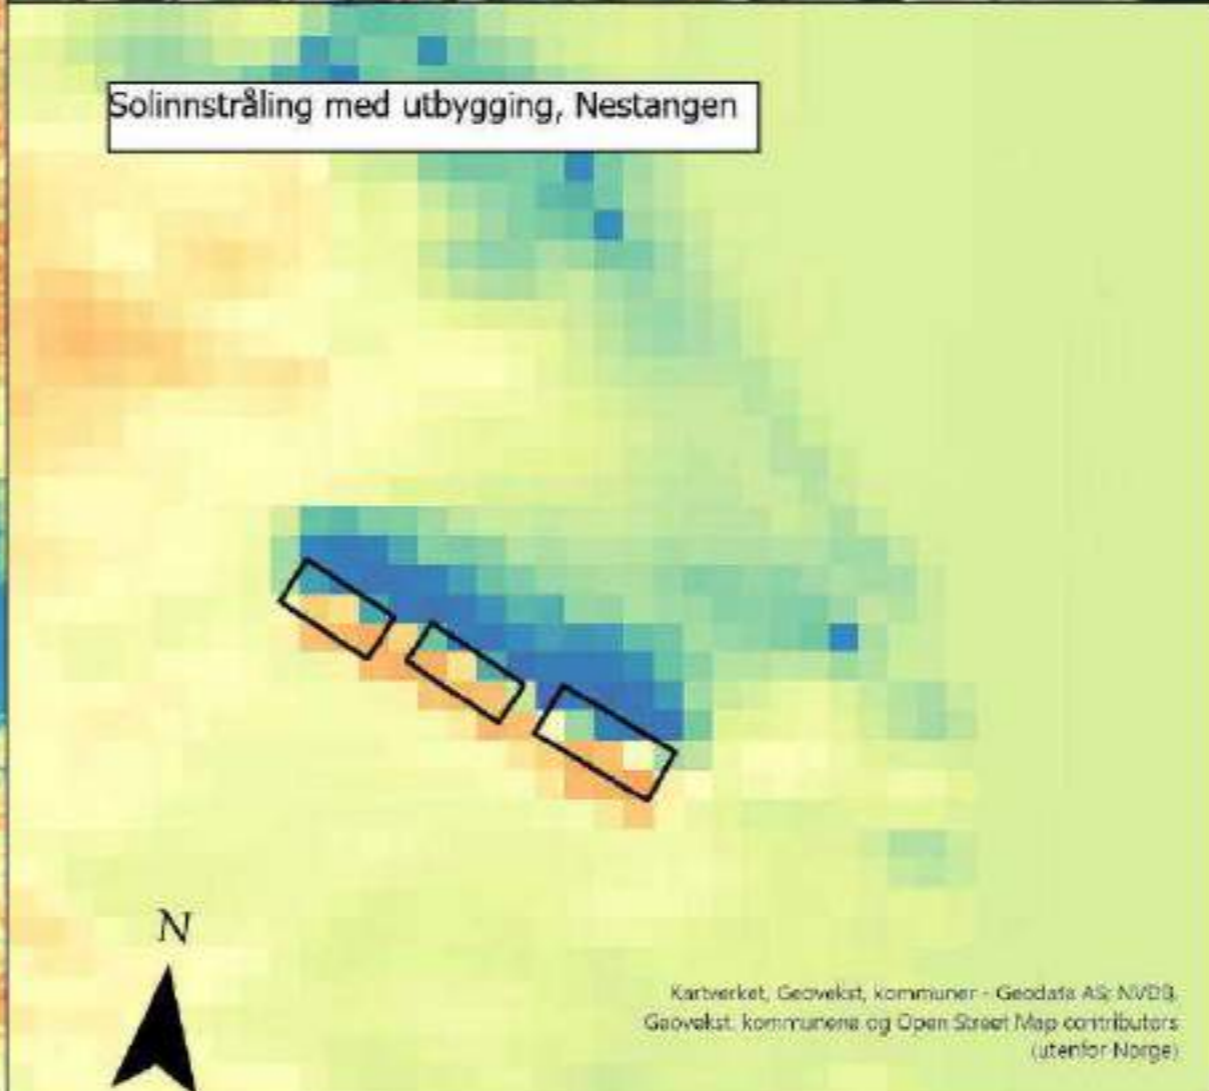 Solinnstråling med utbygging, Nestangen
N
Kartverket, Geovekst, kommuner - Geodata AS; NVDB,
Geovekst, kommunene og Open Street Map contributors
(utenfor Norge)